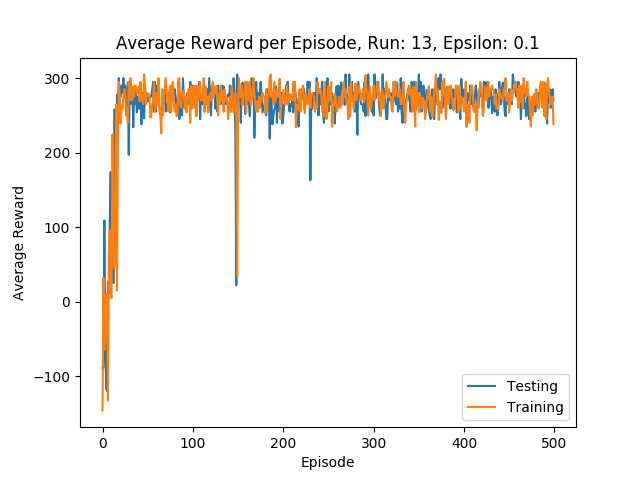 Average Reward per Episode, Run: 13, Epsilon: 0.1
300
200
100
0
−100
Average Reward
0 100 200 300 400 500
Episode
Testing
Training